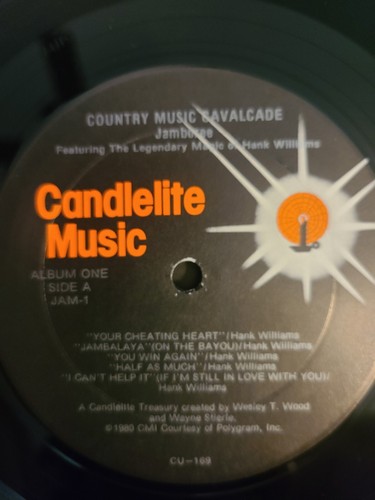 COUNTRY MUSIC CAVALCADE
Jamboree
Featuring The Legendary Magic of Hank Williams
Candlelite
Music
ALBUM ONE
SIDE A
JAM-1
"YOUR CHEATING HEART"/Hank Williams
"JAMBALAYA"(ON THE BAYOU)/Hank Williams
"YOU WIN AGAIN"/Hank Williams
"HALF AS MUCH"/Hank Williams
"I CAN'T HELP IT"(IF I'M STILL IN LOVE WITH YOU)/
Hank Williams
A Candlelite Treasury created by Wesley T. Wood
and Wayne Stierle.
©1980 CMI Courtesy of Polygram, Inc.
CU-169